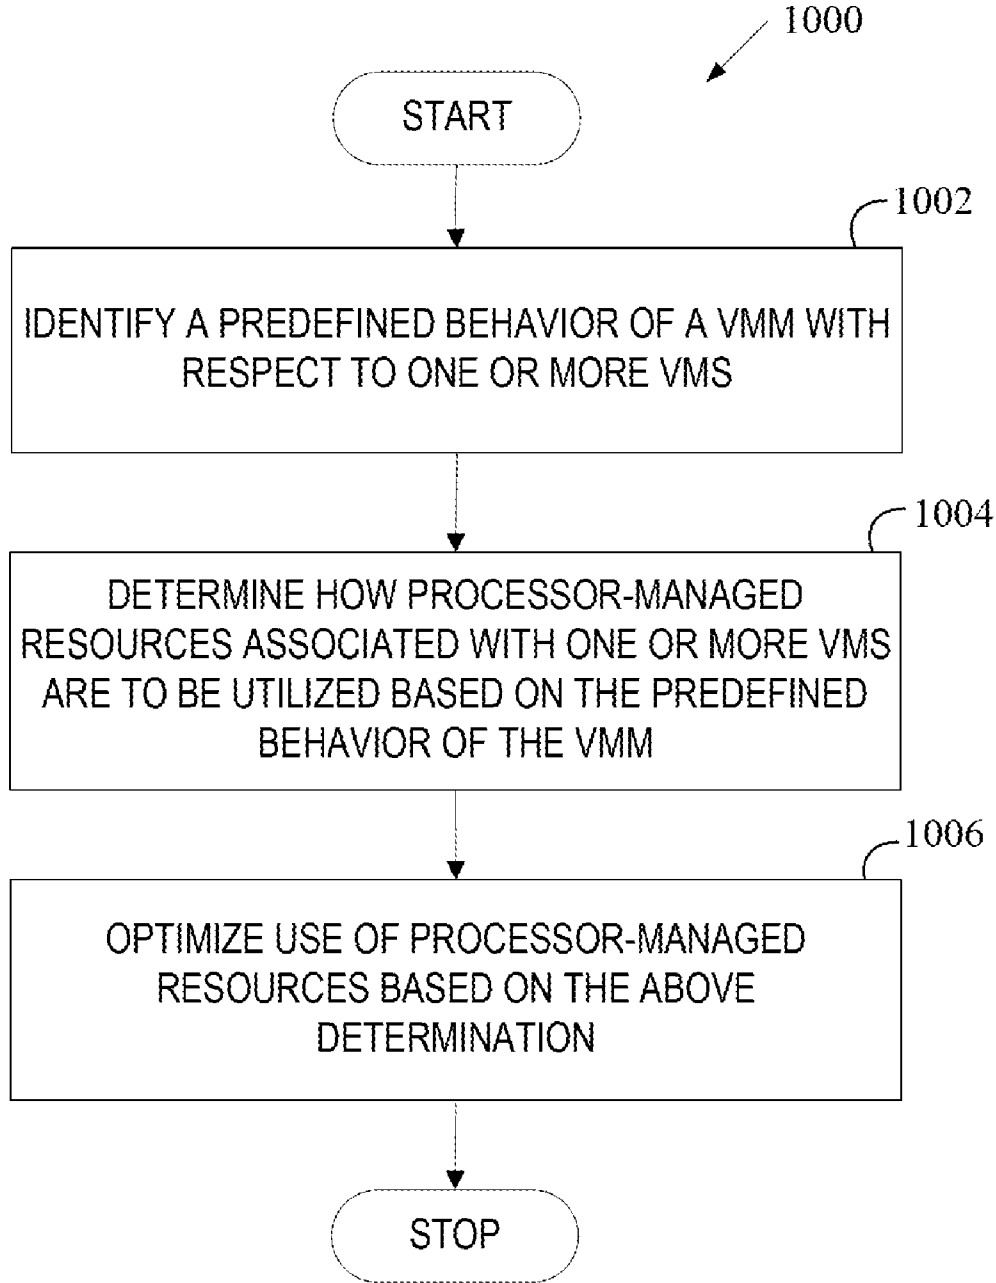 1000
START
1002
IDENTIFY A PREDEFINED BEHAVIOR OF A VMM WITH
RESPECT TO ONE OR MORE VMS
1004
DETERMINE HOW PROCESSOR-MANAGED
RESOURCES ASSOCIATED WITH ONE OR MORE VMS
ARE TO BE UTILIZED BASED ON THE PREDEFINED
BEHAVIOR OF THE VMM
1006
OPTIMIZE USE OF PROCESSOR-MANAGED
RESOURCES BASED ON THE ABOVE
DETERMINATION
STOP